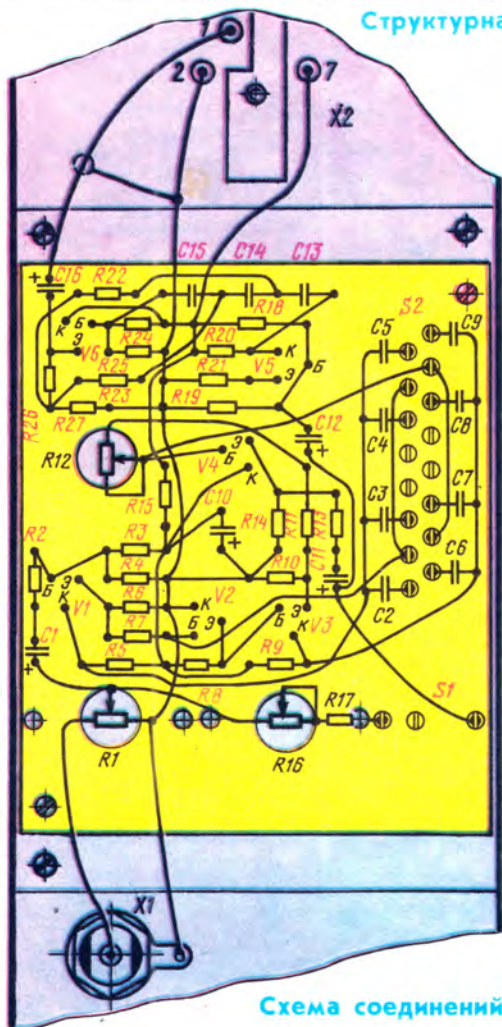 Структурна
1
2
7
X2
C15 C14 C13
C16 R22
R18
S2
К Б
Э
R24
R20
C5
C9
V6
R25
R21
V5
К
Э
Б
R23
R19
R26
R27
C12
C4
C8
R12
V4
Б
Э
К
R15
C10
R14
R11
R13
C3
C7
R2
R3
C11
R4
R10
C6
Б
Э
К
V1
R6
К
V2
Б
Э
Б
Э
V3
К
C2
R7
C1
R5
R9
R8
S1
R17
R1
R16
X1
Схема соединений